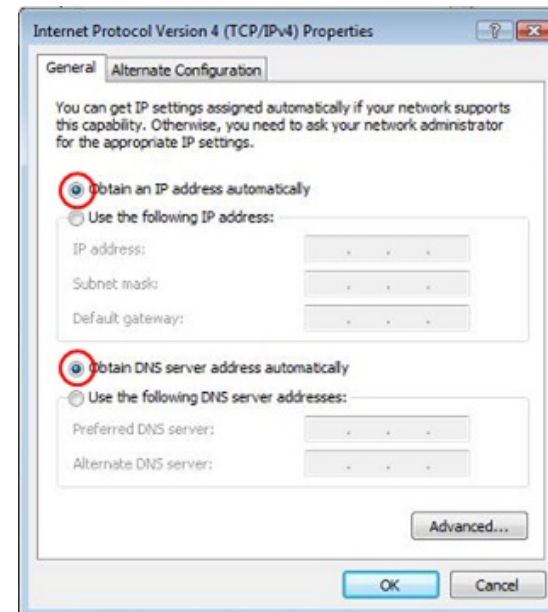 Internet Protocol Version 4 (TCP/IPv4) Properties
General
Alternate Configuration
You can get IP settings assigned automatically if your network supports
this capability. Otherwise, you need to ask your network administrator
for the appropriate IP settings.
Obtain an IP address automatically
Use the following IP address:
IP address:
Subnet mask:
Default gateway:
Obtain DNS server address automatically
Use the following DNS server addresses:
Preferred DNS server:
Alternate DNS server:
Advanced...
OK
Cancel